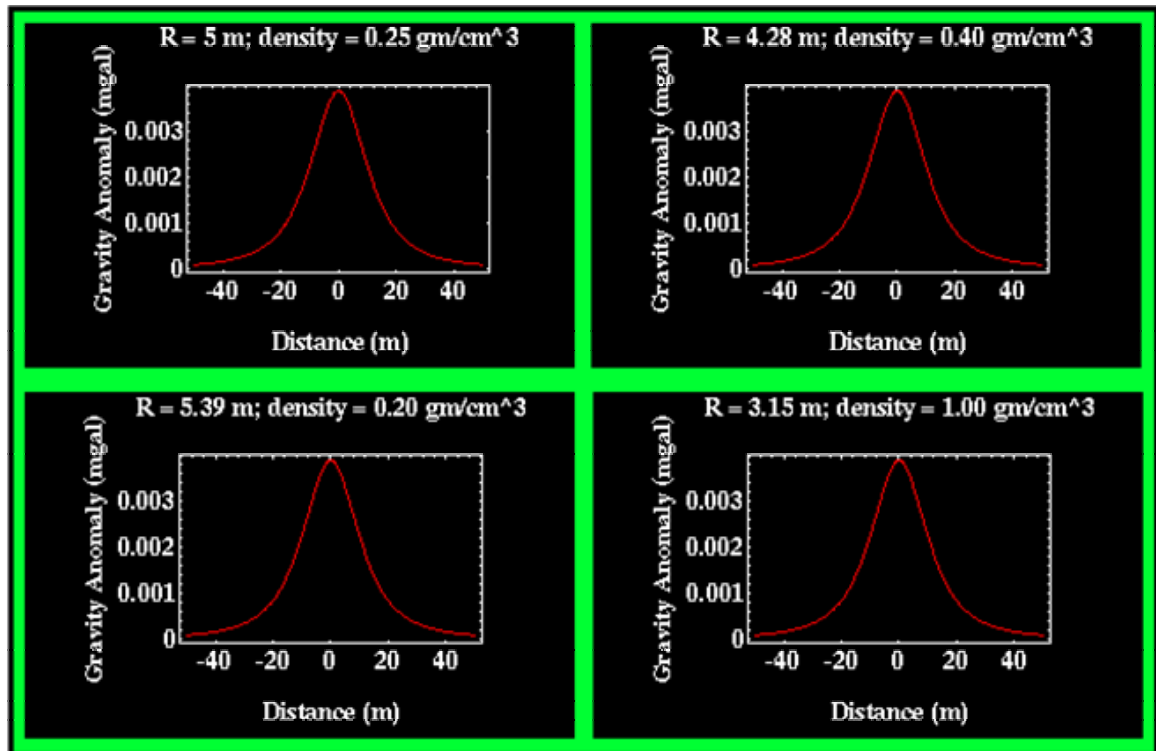 R = 5 m; density = 0.25 gm/cm^3
Gravity Anomaly (mgal)
0.003
0.002
0.001
0
-40 -20 0 20 40
Distance (m)
R = 4.28 m; density = 0.40 gm/cm^3
Gravity Anomaly (mgal)
0.003
0.002
0.001
0
-40 -20 0 20 40
Distance (m)
R = 5.39 m; density = 0.20 gm/cm^3
Gravity Anomaly (mgal)
0.003
0.002
0.001
0
-40 -20 0 20 40
Distance (m)
R = 3.15 m; density = 1.00 gm/cm^3
Gravity Anomaly (mgal)
0.003
0.002
0.001
0
-40 -20 0 20 40
Distance (m)